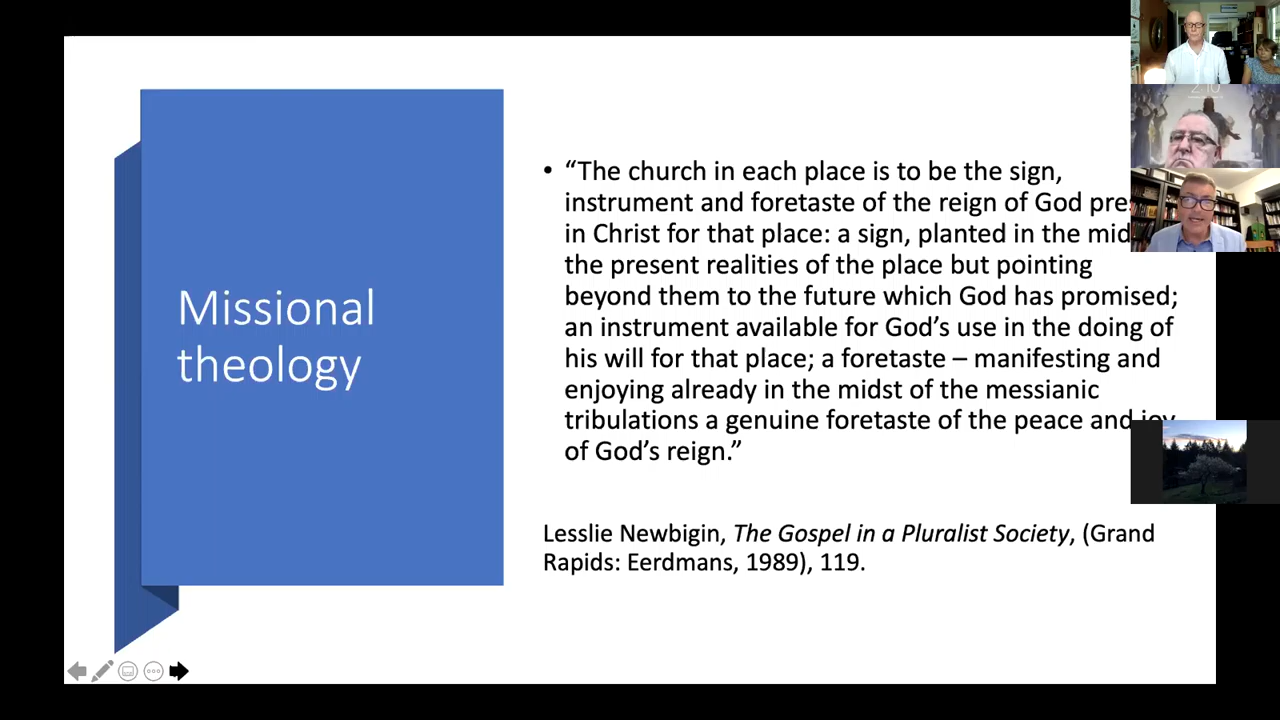 Missional
theology
• “The church in each place is to be the sign,
instrument and foretaste of the reign of God
in Christ for that place: a sign, planted in the
the present realities of the place but pointing
beyond them to the future which God has promised;
an instrument available for God’s use in the doing of
his will for that place; a foretaste – manifesting and
enjoying already in the midst of the messianic
tribulations a genuine foretaste of the peace and joy
of God’s reign.”
Lesslie Newbigin, The Gospel in a Pluralist Society, (Grand
Rapids: Eerdmans, 1989), 119.
2:10